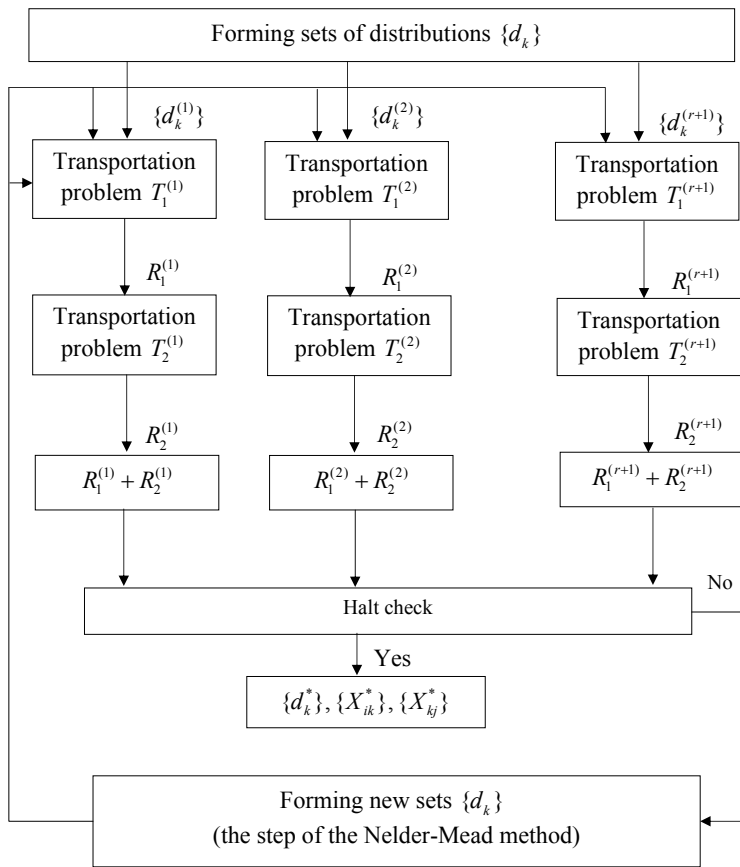 Forming sets of distributions {d_k}
{d_k^(1)} {d_k^(2)} {d_k^(r+1)}
Transportation problem T_1^(1)
Transportation problem T_1^(2)
Transportation problem T_1^(r+1)
R_1^(1) R_1^(2) R_1^(r+1)
Transportation problem T_2^(1)
Transportation problem T_2^(2)
Transportation problem T_2^(r+1)
R_2^(1) R_2^(2) R_2^(r+1)
R_1^(1) + R_2^(1)
R_1^(2) + R_2^(2)
R_1^(r+1) + R_2^(r+1)
No
Halt check
Yes
{d_k^*}, {X_ik^*}, {X_kj^*}
Forming new sets {d_k}
(the step of the Nelder-Mead method)